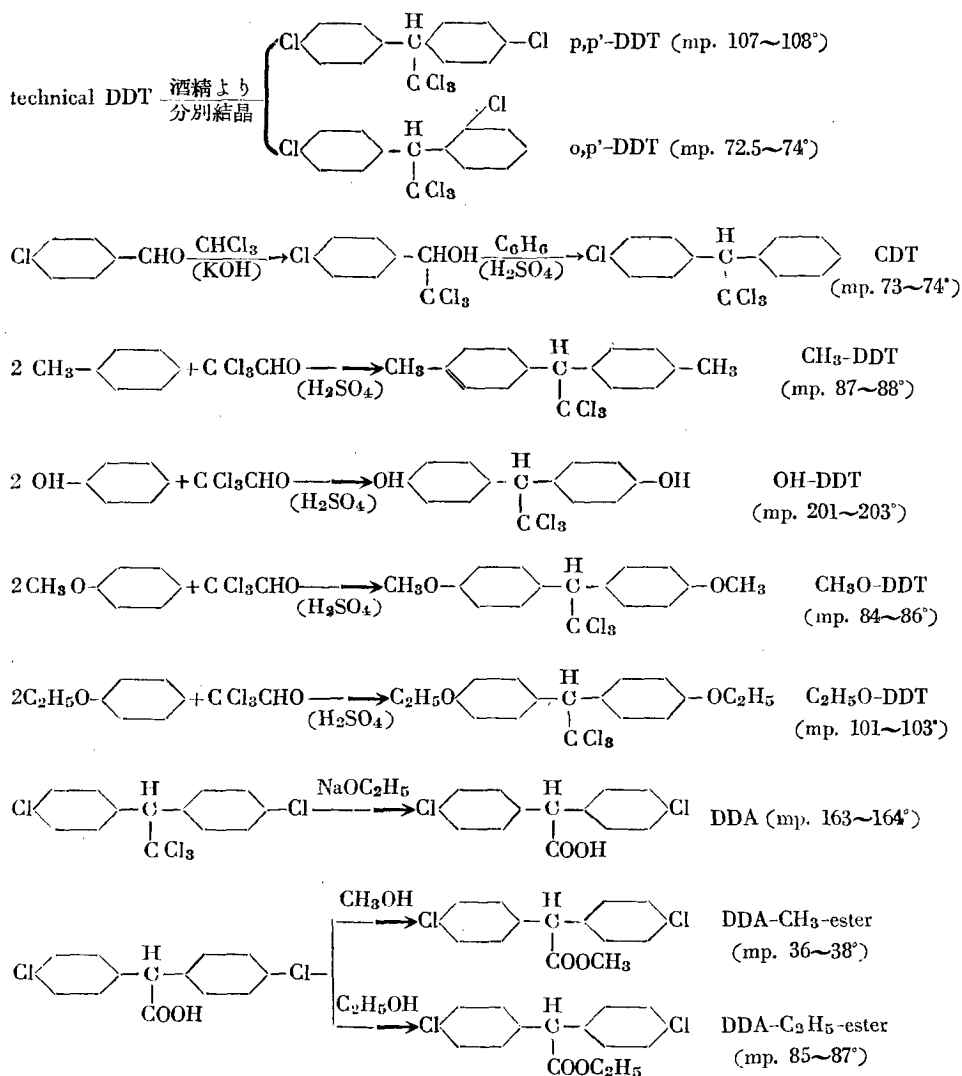 H
Cl C Cl p,p'-DDT (mp. 107~108°)
C Cl₃
technical DDT 酒精より 分別結晶
Cl
H
Cl C o,p'-DDT (mp. 72.5~74°)
C Cl₃
Cl CHO CHCl₃ (KOH) Cl CHOH C₆H₆ (H₂SO₄) Cl H C CDT
C Cl₃ C Cl₃ (mp. 73~74°)
2 CH₃ + C Cl₃CHO (H₂SO₄) CH₃ H C CH₃ CH₃-DDT
C Cl₃ (mp. 87~88°)
2 OH + C Cl₃CHO (H₂SO₄) OH H C OH OH-DDT
C Cl₃ (mp. 201~203°)
2CH₃O + C Cl₃CHO (H₂SO₄) CH₃O H C OCH₃ CH₃O-DDT
C Cl₃ (mp. 84~86°)
2C₂H₅O + C Cl₃CHO (H₂SO₄) C₂H₅O H C OC₂H₅ C₂H₅O-DDT
C Cl₃ (mp. 101~103°)
Cl H C Cl NaOC₂H₅ Cl H C Cl DDA (mp. 163~164°)
C Cl₃ COOH
CH₃OH Cl H C Cl DDA-CH₃-ester
COOCH₃ (mp. 36~38°)
Cl H C Cl
COOH
C₂H₅OH Cl H C Cl DDA-C₂H₅-ester
COOC₂H₅ (mp. 85~87°)